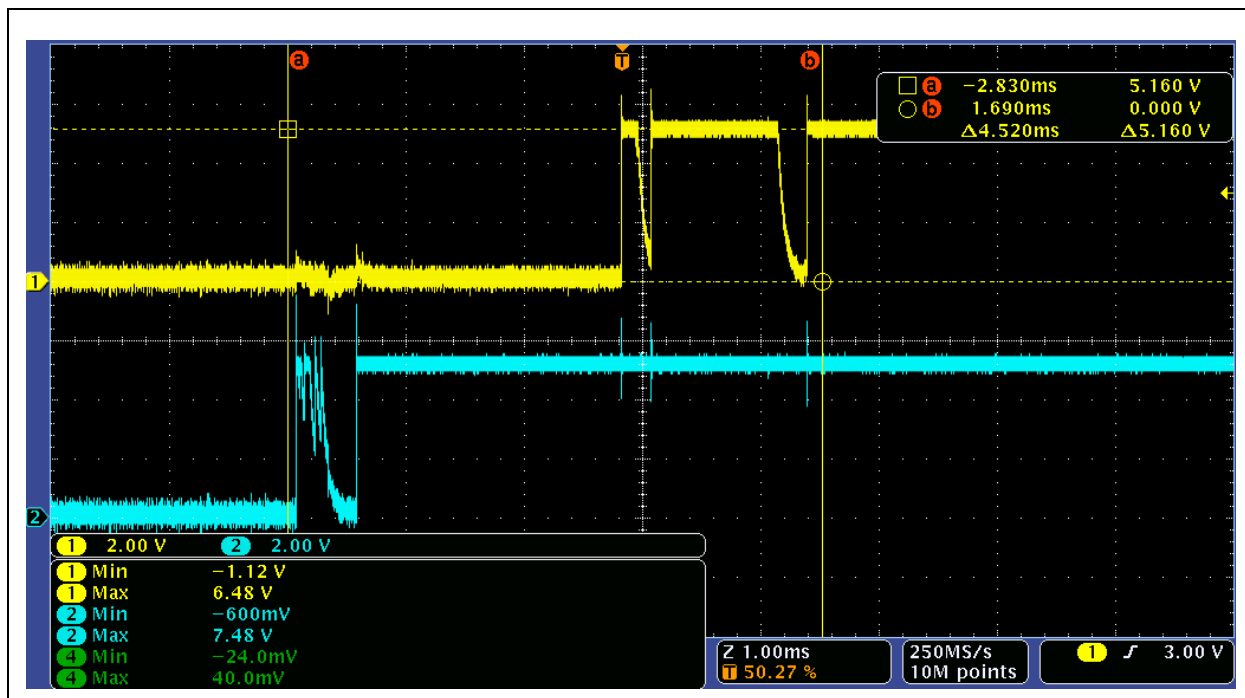 a
T
b
a −2.830ms 5.160 V
b 1.690ms 0.000 V
Δ4.520ms Δ5.160 V
1
2
1 2.00 V 2 2.00 V
1 Min −1.12 V
1 Max 6.48 V
2 Min −600mV
2 Max 7.48 V
4 Min −24.0mV
4 Max 40.0mV
Z 1.00ms
T 50.27 %
250MS/s
10M points
1 3.00 V